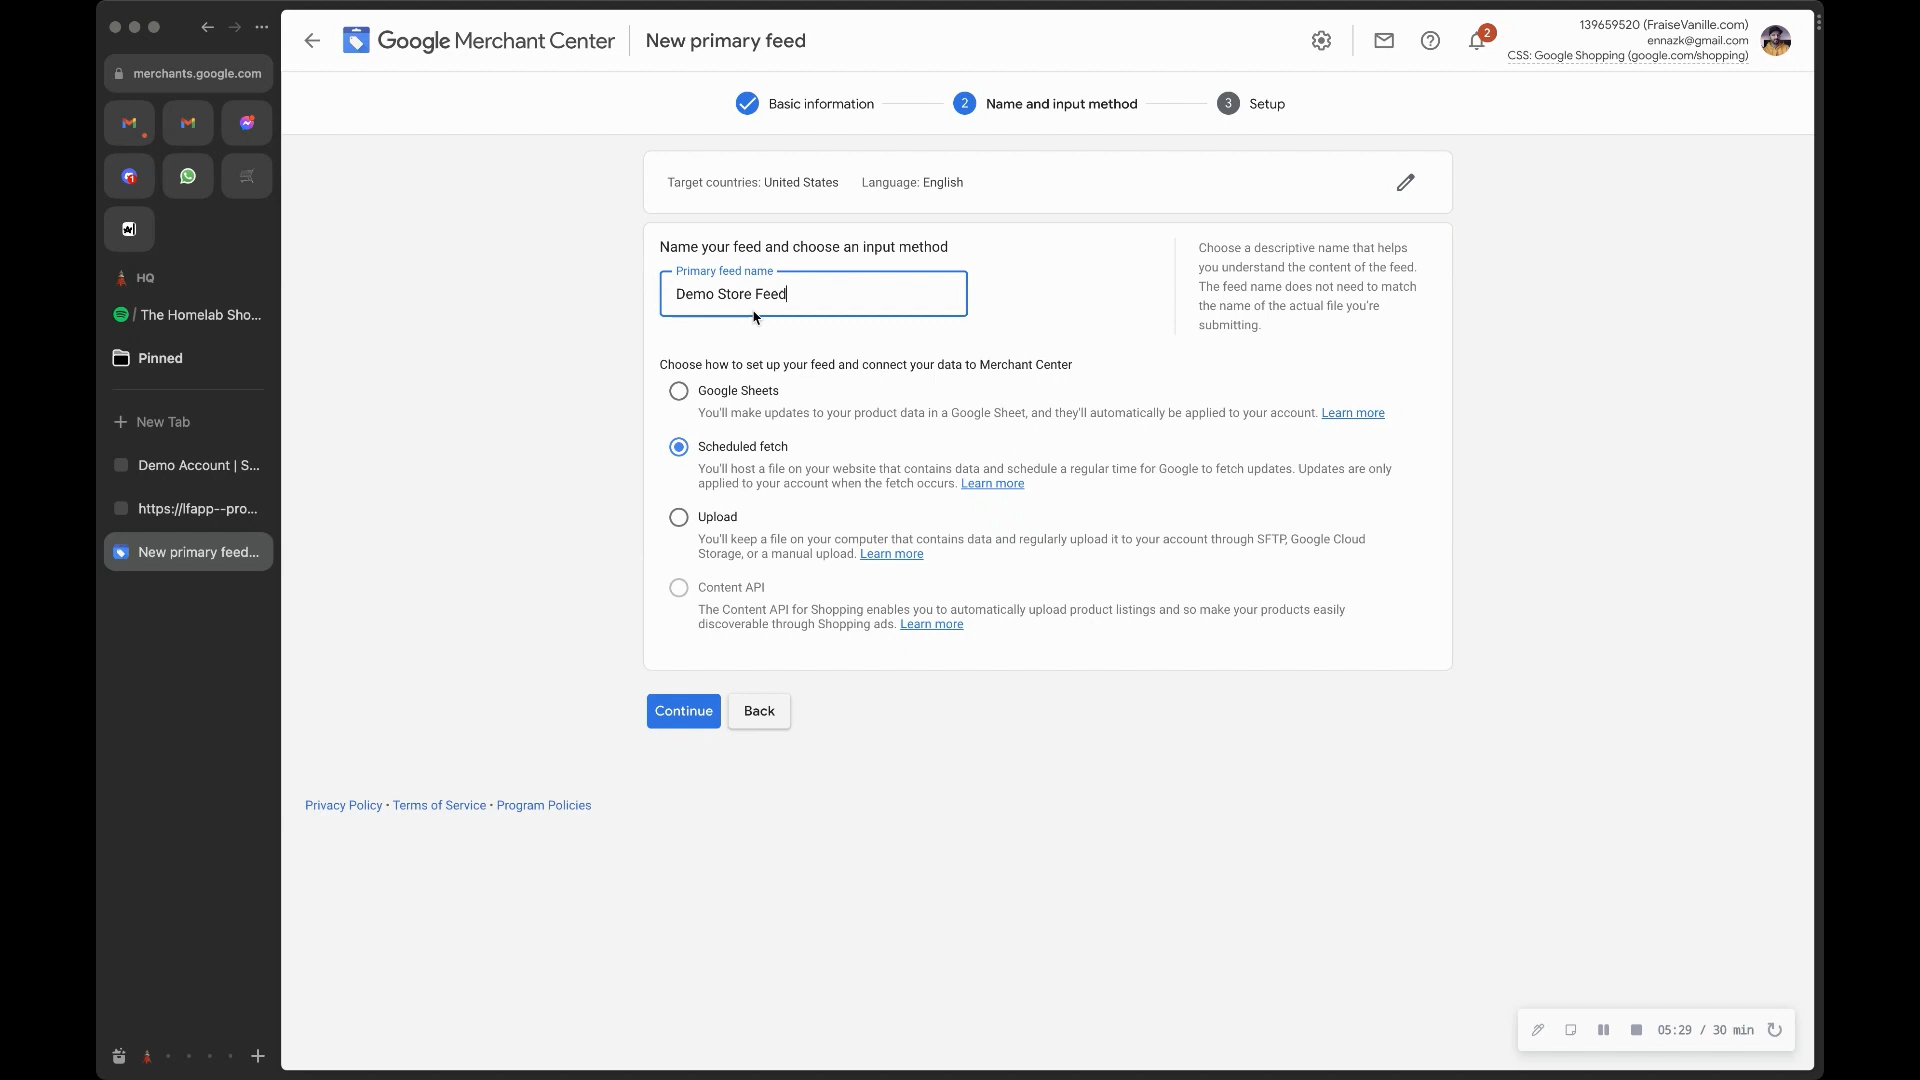 Google Merchant Center
New primary feed
2
139659520 (FraiseVanille.com)
ennazk@gmail.com
CSS: Google Shopping (google.com/shopping)
merchants.google.com
1
HQ
/ The Homelab Sho...
Pinned
New Tab
Demo Account | S...
https://lfapp--pro...
New primary feed...
Basic information
2 Name and input method
3 Setup
Target countries: United States Language: English
Name your feed and choose an input method
Primary feed name
Demo Store Feed
Choose a descriptive name that helps
you understand the content of the feed.
The feed name does not need to match
the name of the actual file you're
submitting.
Choose how to set up your feed and connect your data to Merchant Center
Google Sheets
You'll make updates to your product data in a Google Sheet, and they'll automatically be applied to your account. Learn more
Scheduled fetch
You'll host a file on your website that contains data and schedule a regular time for Google to fetch updates. Updates are only
applied to your account when the fetch occurs. Learn more
Upload
You'll keep a file on your computer that contains data and regularly upload it to your account through SFTP, Google Cloud
Storage, or a manual upload. Learn more
Content API
The Content API for Shopping enables you to automatically upload product listings and so make your products easily
discoverable through Shopping ads. Learn more
Continue
Back
Privacy Policy • Terms of Service • Program Policies
05:29 / 30 min